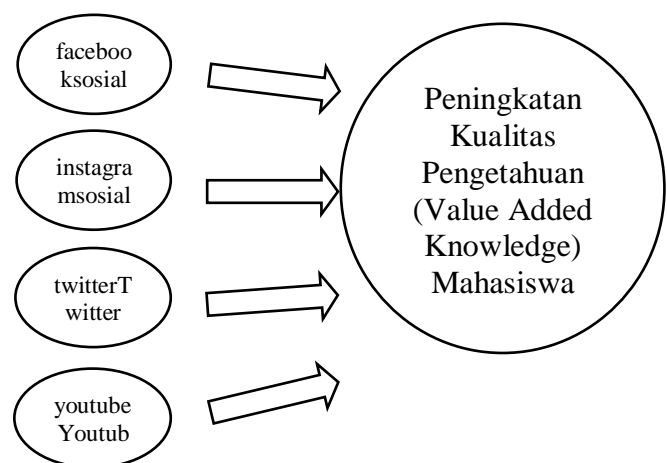 faceboo
ksosial
instagra
msosial
twitterT
witter
youtube
Youtub
Peningkatan
Kualitas
Pengetahuan
(Value Added
Knowledge)
Mahasiswa